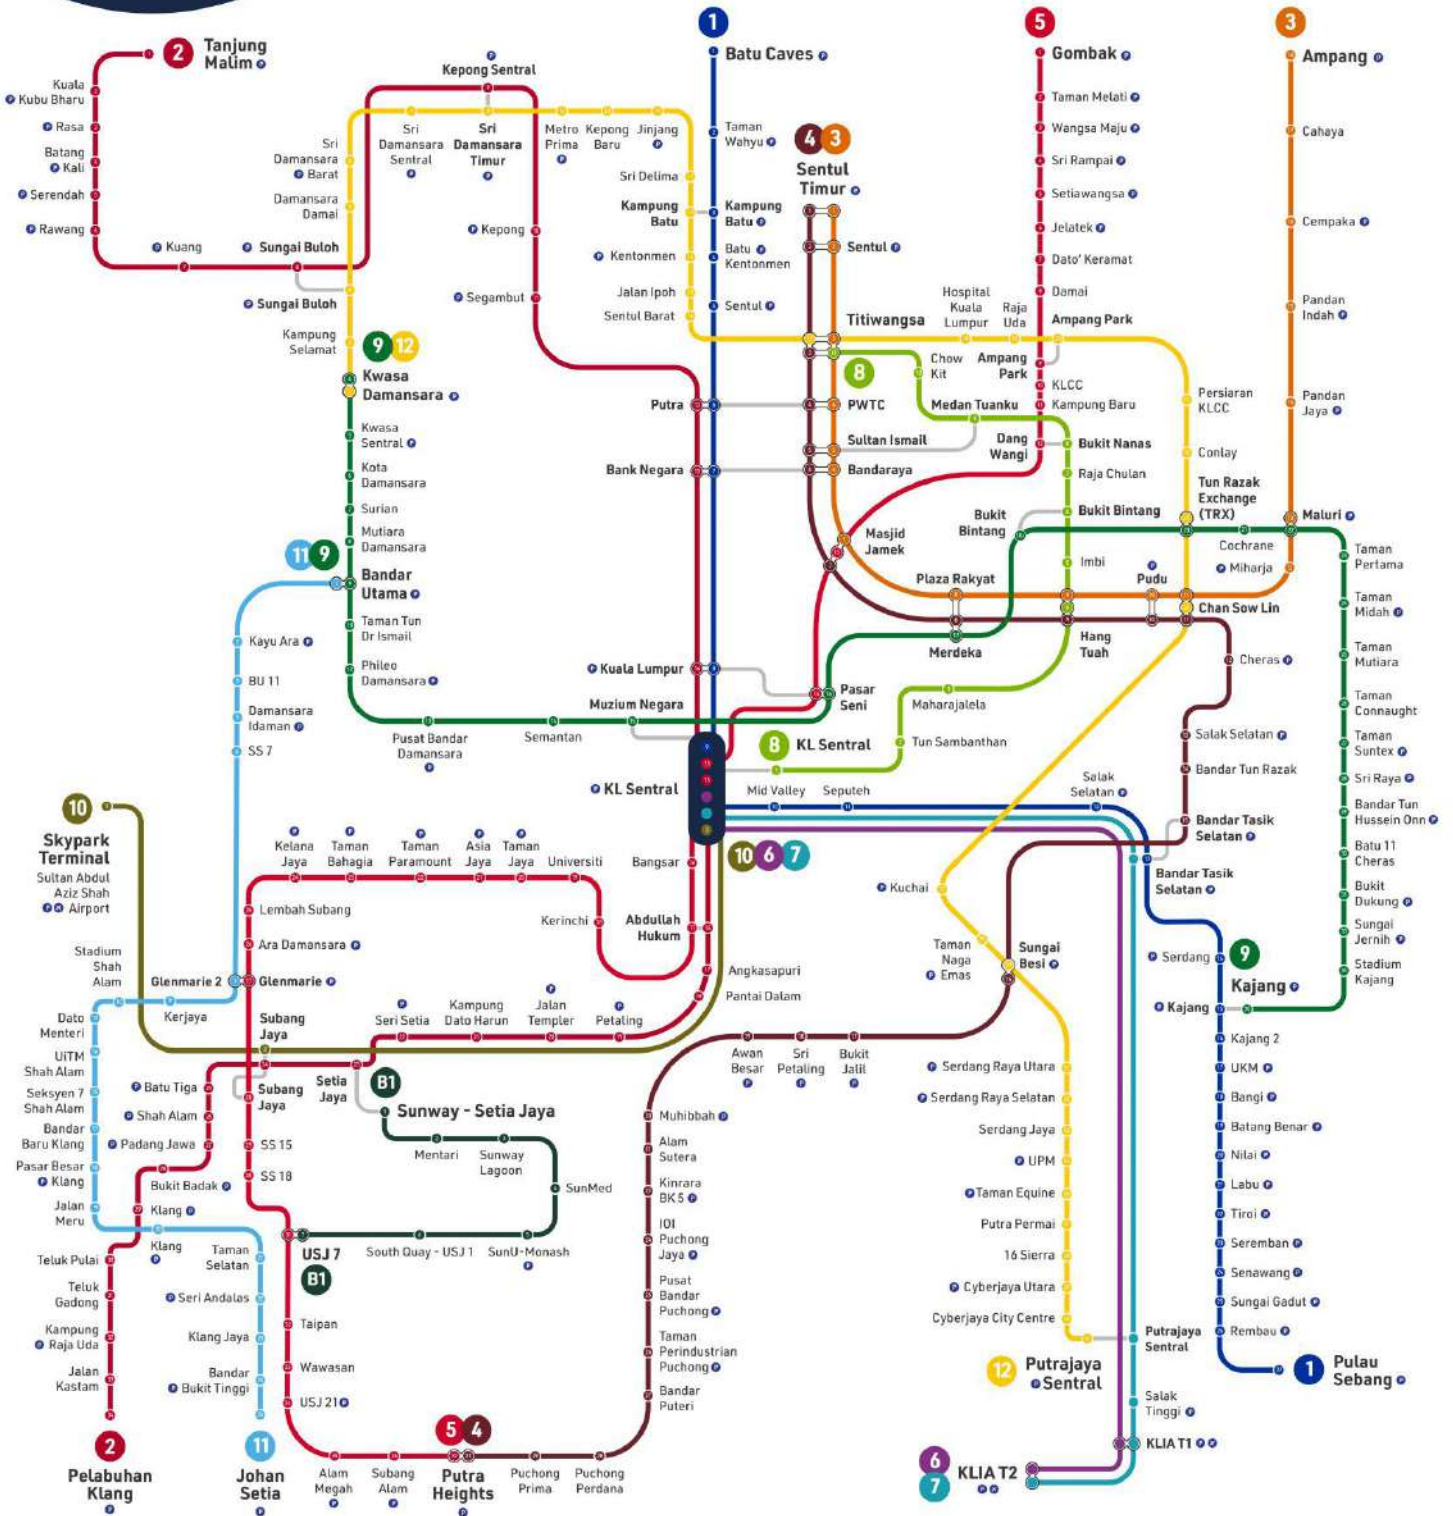 2
Tanjung
Malim
Kuala
Kubu Bharu
Rasa
Batang
Kali
Serendah
Rawang
Kuang
Sungai Buloh
Sungai Buloh
Kepong Sentral
Sri
Damansara
Barat
Damansara
Damai
Sri
Damansara
Sentral
Sri
Damansara
Timur
Metro
Prima
Kepong
Baru
Jinjang
Sri Delima
Kampung
Batu
Kentonmen
Jalan Ipoh
Sentul Barat
Kepong
Segambut
Kampung
Selamat
1
Batu Caves
Taman
Wahyu
Kampung
Batu
Batu
Kentonmen
Sentul
4 3
Sentul
Timur
Sentul
Titiwangsa
8
PWTC
Sultan Ismail
Bandaraya
Putra
Bank Negara
5
Gombak
Taman Melati
Wangsa Maju
Sri Rampai
Setiawangsa
Jelatek
Dato' Keramat
Damai
Hospital
Kuala
Lumpur
Raja
Uda
Ampang Park
Ampang
Park
KLCC
Kampung Baru
Dang
Wangi
Chow
Kit
Medan Tuanku
Bukit Nanas
Raja Chulan
Bukit Bintang
Bukit
Bintang
Imbi
3
Ampang
Cahaya
Cempaka
Pandan
Indah
Pandan
Jaya
Maluri
Persiaran
KLCC
Conlay
Tun Razak
Exchange
(TRX)
Cochrane
Miharja
Pudu
Chan Sow Lin
Masjid
Jamek
Plaza Rakyat
Merdeka
Hang
Tuah
Maharajalela
Tun Sambanthan
9 12
Kwasa
Damansara
Kwasa
Sentral
Kota
Damansara
Surian
Mutiara
Damansara
11 9
Bandar
Utama
Taman Tun
Dr Ismail
Phileo
Damansara
Pusat Bandar
Damansara
Semantan
Muzium Negara
Kuala Lumpur
Pasar
Seni
8
KL Sentral
KL Sentral
10 6 7
Mid Valley
Seputeh
Salak
Selatan
Kayu Ara
BU 11
Damansara
Idaman
SS 7
10
Skypark
Terminal
Sultan Abdul
Aziz Shah
Airport
Kelana
Jaya
Taman
Bahagia
Taman
Paramount
Asia
Jaya
Taman
Jaya
Universiti
Kerinchi
Bangsar
Abdullah
Hukum
Lembah Subang
Ara Damansara
Glenmarie 2
Glenmarie
Stadium
Shah
Alam
Kerjaya
Dato
Menteri
UiTM
Shah Alam
Seksyen 7
Shah Alam
Bandar
Baru Klang
Pasar Besar
Klang
Jalan
Meru
Klang
Taman
Selatan
Seri Andalas
Klang Jaya
Bandar
Bukit Tinggi
11
Johan
Setia
Subang
Jaya
Subang
Jaya
Setia
Jaya
Seri Setia
Kampung
Dato Harun
Jalan
Templer
Petaling
Angkasapuri
Pantai Dalam
Batu Tiga
Shah Alam
Padang Jawa
Bukit Badak
Klang
Teluk Pulai
Teluk
Gadong
Kampung
Raja Uda
Jalan
Kastam
2
Pelabuhan
Klang
B1
Sunway - Setia Jaya
Mentari
Sunway
Lagoon
SunMed
SunU-Monash
South Quay - USJ 1
USJ 7
B1
SS 15
SS 18
Taipan
Wawasan
USJ 21
Alam
Megah
Subang
Alam
5 4
Putra
Heights
Puchong
Prima
Puchong
Perdana
Bandar
Puteri
Taman
Perindustrian
Puchong
Pusat
Bandar
Puchong
IOI
Puchong
Jaya
Kinrara
BK 5
Alam
Sutera
Muhibbah
Awan
Besar
Sri
Petaling
Bukit
Jalil
Sungai
Besi
Cheras
Salak Selatan
Bandar Tun Razak
Bandar Tasik
Selatan
Bandar Tasik
Selatan
Kuchai
Taman
Naga
Emas
Serdang Raya Utara
Serdang Raya Selatan
Serdang Jaya
UPM
Taman Equine
Putra Permai
16 Sierra
Cyberjaya Utara
Cyberjaya City Centre
12
Putrajaya
Sentral
Putrajaya
Sentral
Salak
Tinggi
KLIA T1
6
7
KLIA T2
Taman
Pertama
Taman
Midah
Taman
Mutiara
Taman
Connaught
Taman
Suntex
Sri Raya
Bandar Tun
Hussein Onn
Batu 11
Cheras
Bukit
Dukung
Sungai
Jernih
Stadium
Kajang
9
Kajang
Serdang
Kajang
Kajang 2
UKM
Bangi
Batang Benar
Nilai
Labu
Tiroi
Seremban
Senawang
Sungai Gadut
Rembau
1
Pulau
Sebang